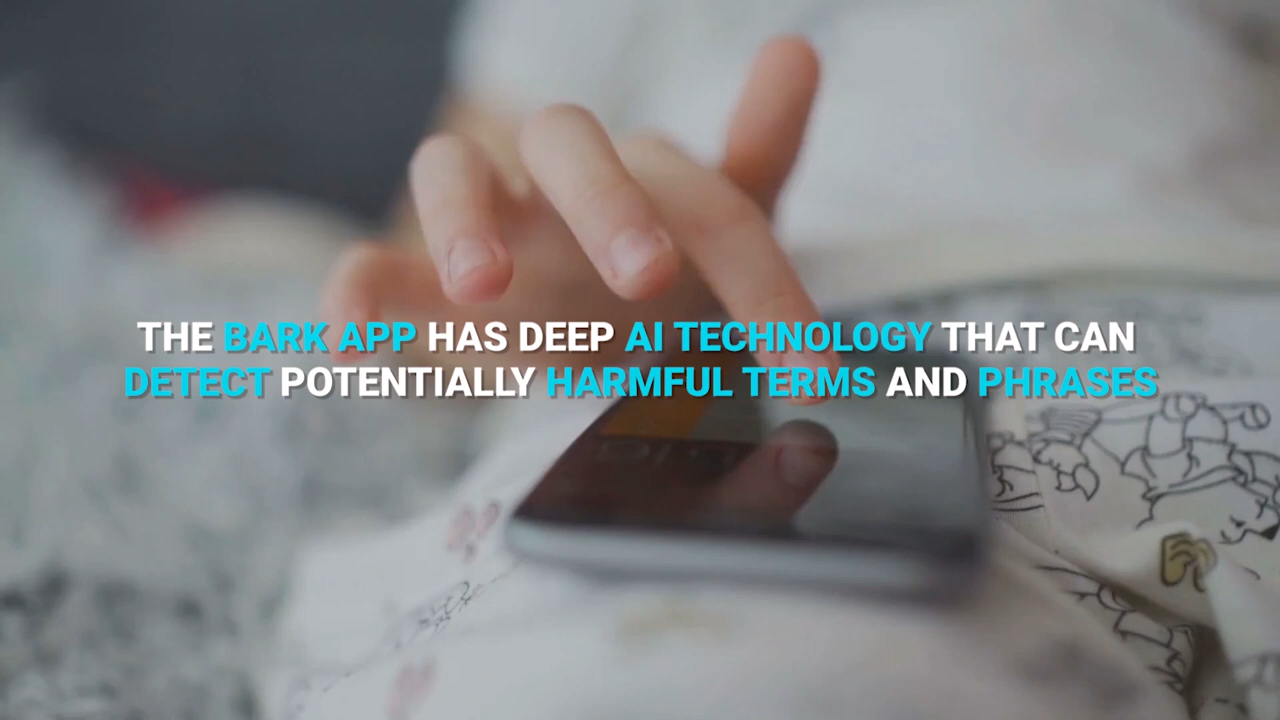 THE BARK APP HAS DEEP AI TECHNOLOGY THAT CAN
DETECT POTENTIALLY HARMFUL TERMS AND PHRASES